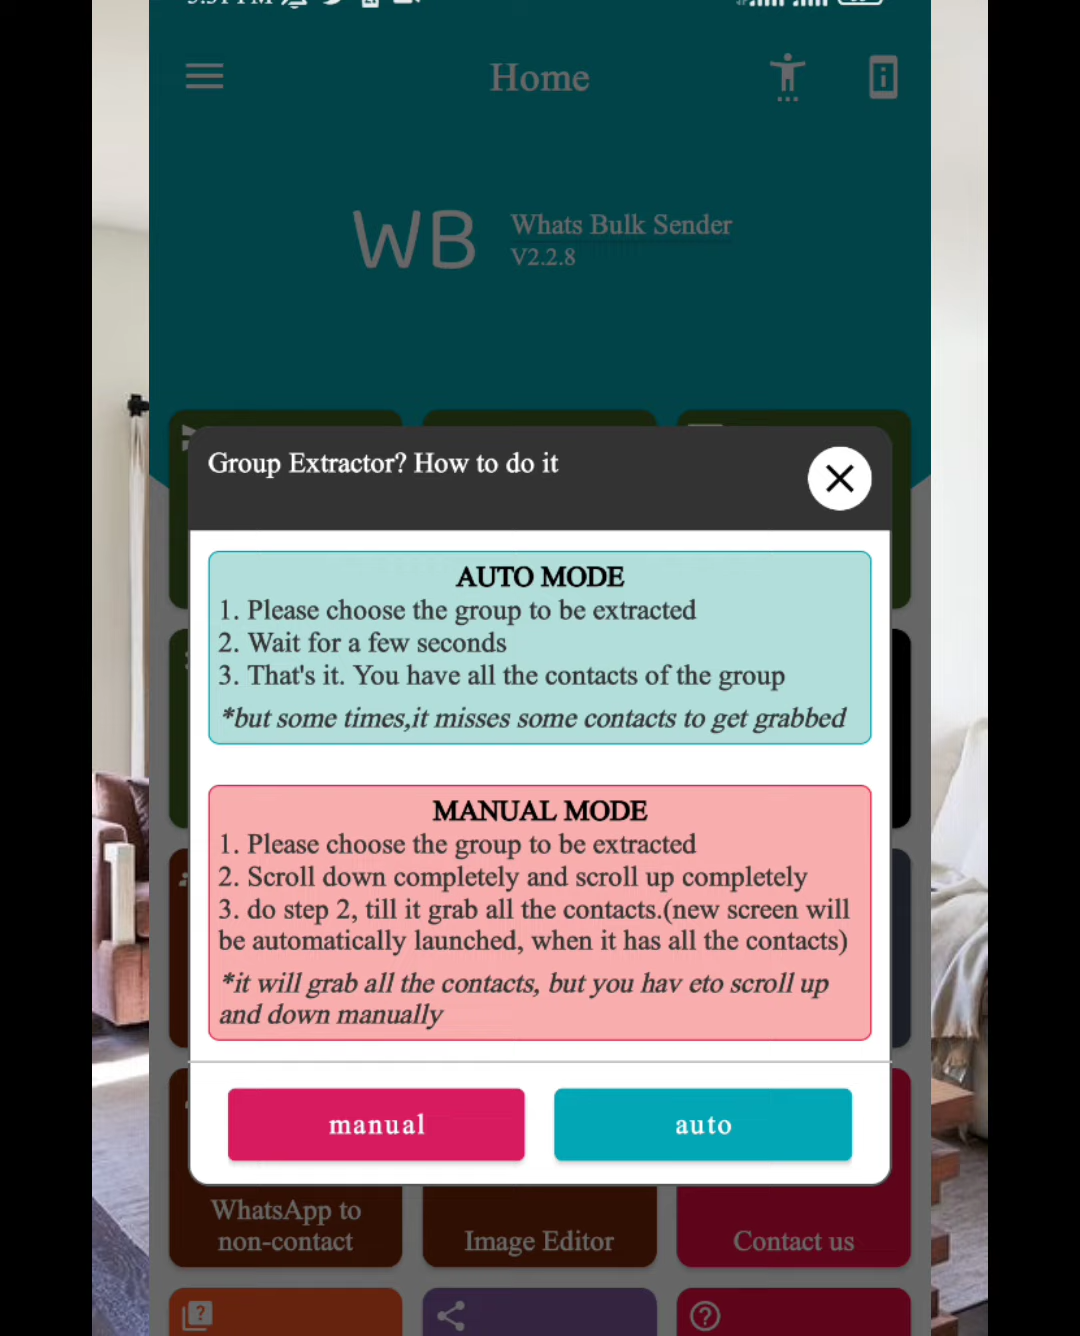 Home
WB
Whats Bulk Sender
V2.2.8
Group Extractor? How to do it
AUTO MODE
1. Please choose the group to be extracted
2. Wait for a few seconds
3. That's it. You have all the contacts of the group
*but some times,it misses some contacts to get grabbed
MANUAL MODE
1. Please choose the group to be extracted
2. Scroll down completely and scroll up completely
3. do step 2, till it grab all the contacts.(new screen will
be automatically launched, when it has all the contacts)
*it will grab all the contacts, but you hav eto scroll up
and down manually
manual
auto
WhatsApp to
non-contact
Image Editor
Contact us